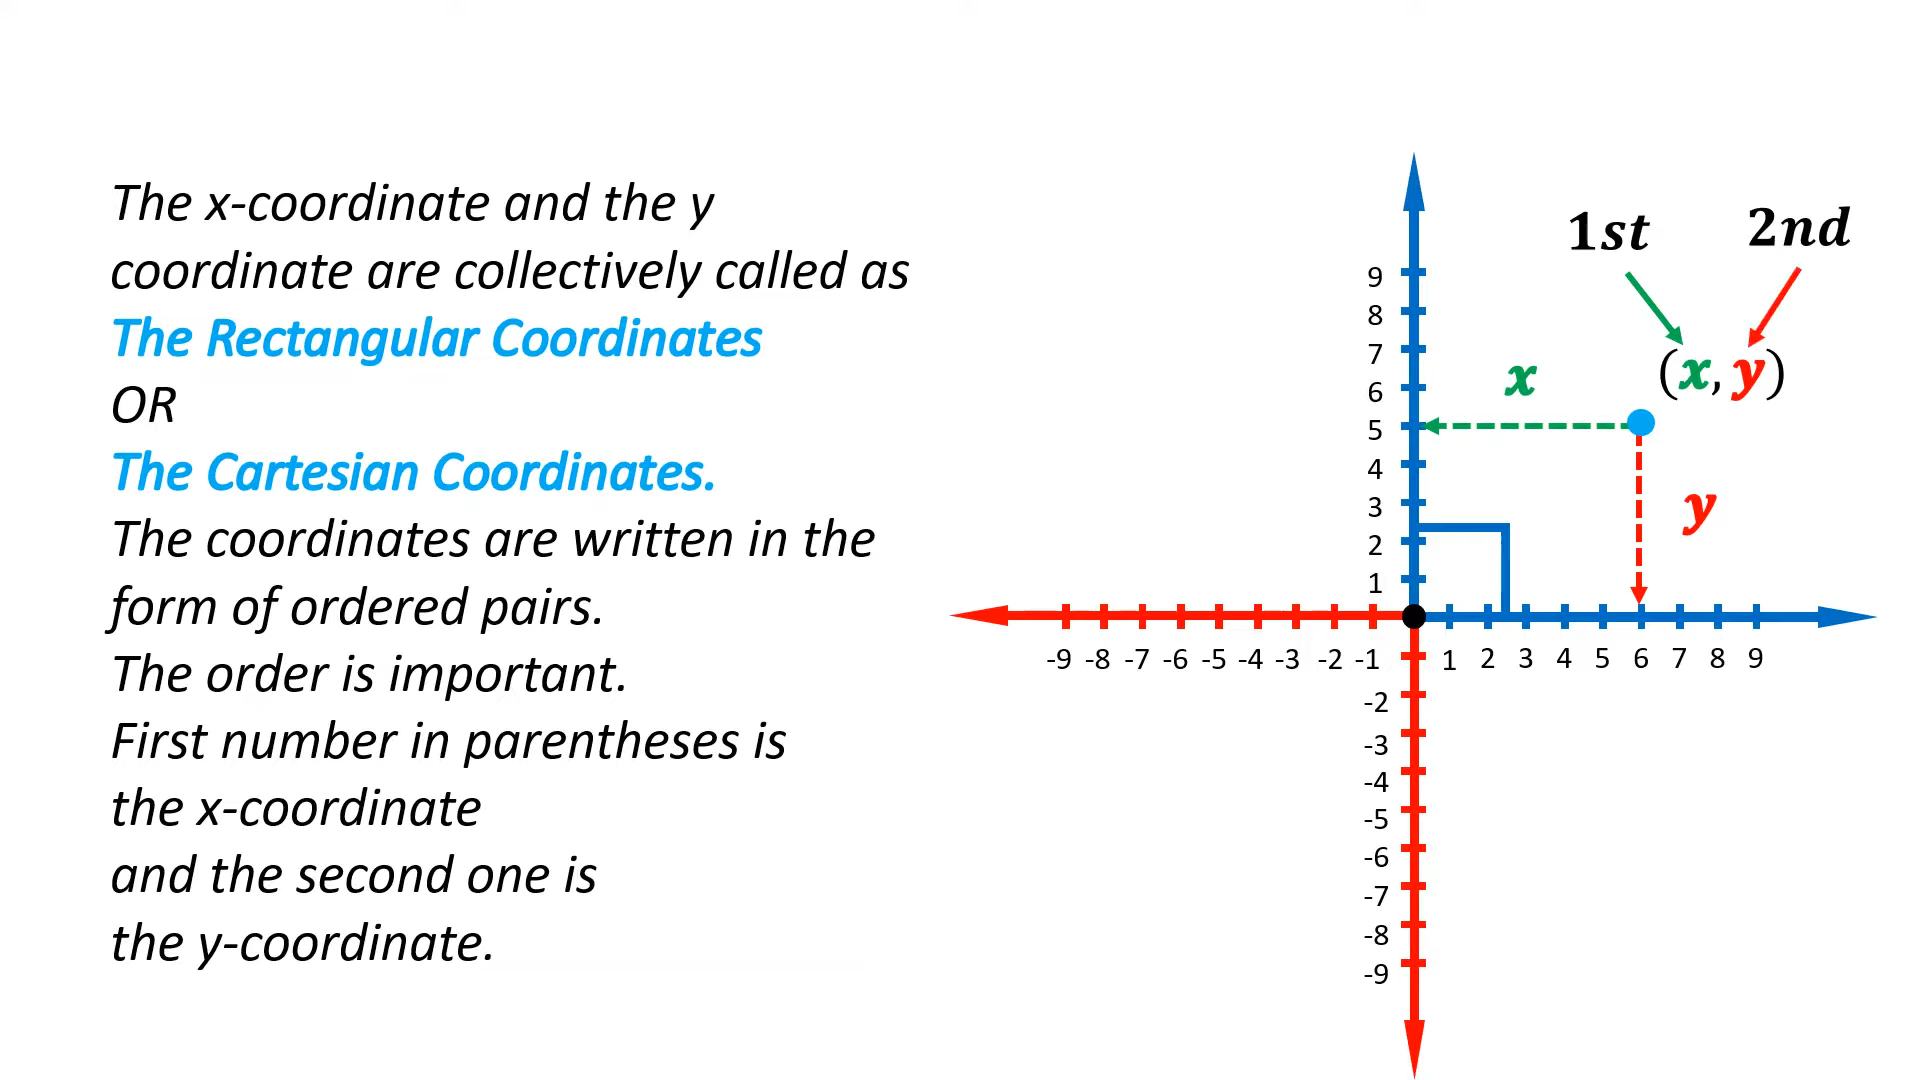 The x-coordinate and the y
coordinate are collectively called as
The Rectangular Coordinates
OR
The Cartesian Coordinates.
The coordinates are written in the
form of ordered pairs.
The order is important.
First number in parentheses is
the x-coordinate
and the second one is
the y-coordinate.
1st 2nd
(x, y)
x
y
9
8
7
6
5
4
3
2
1
-9 -8 -7 -6 -5 -4 -3 -2 -1 1 2 3 4 5 6 7 8 9
-2
-3
-4
-5
-6
-7
-8
-9